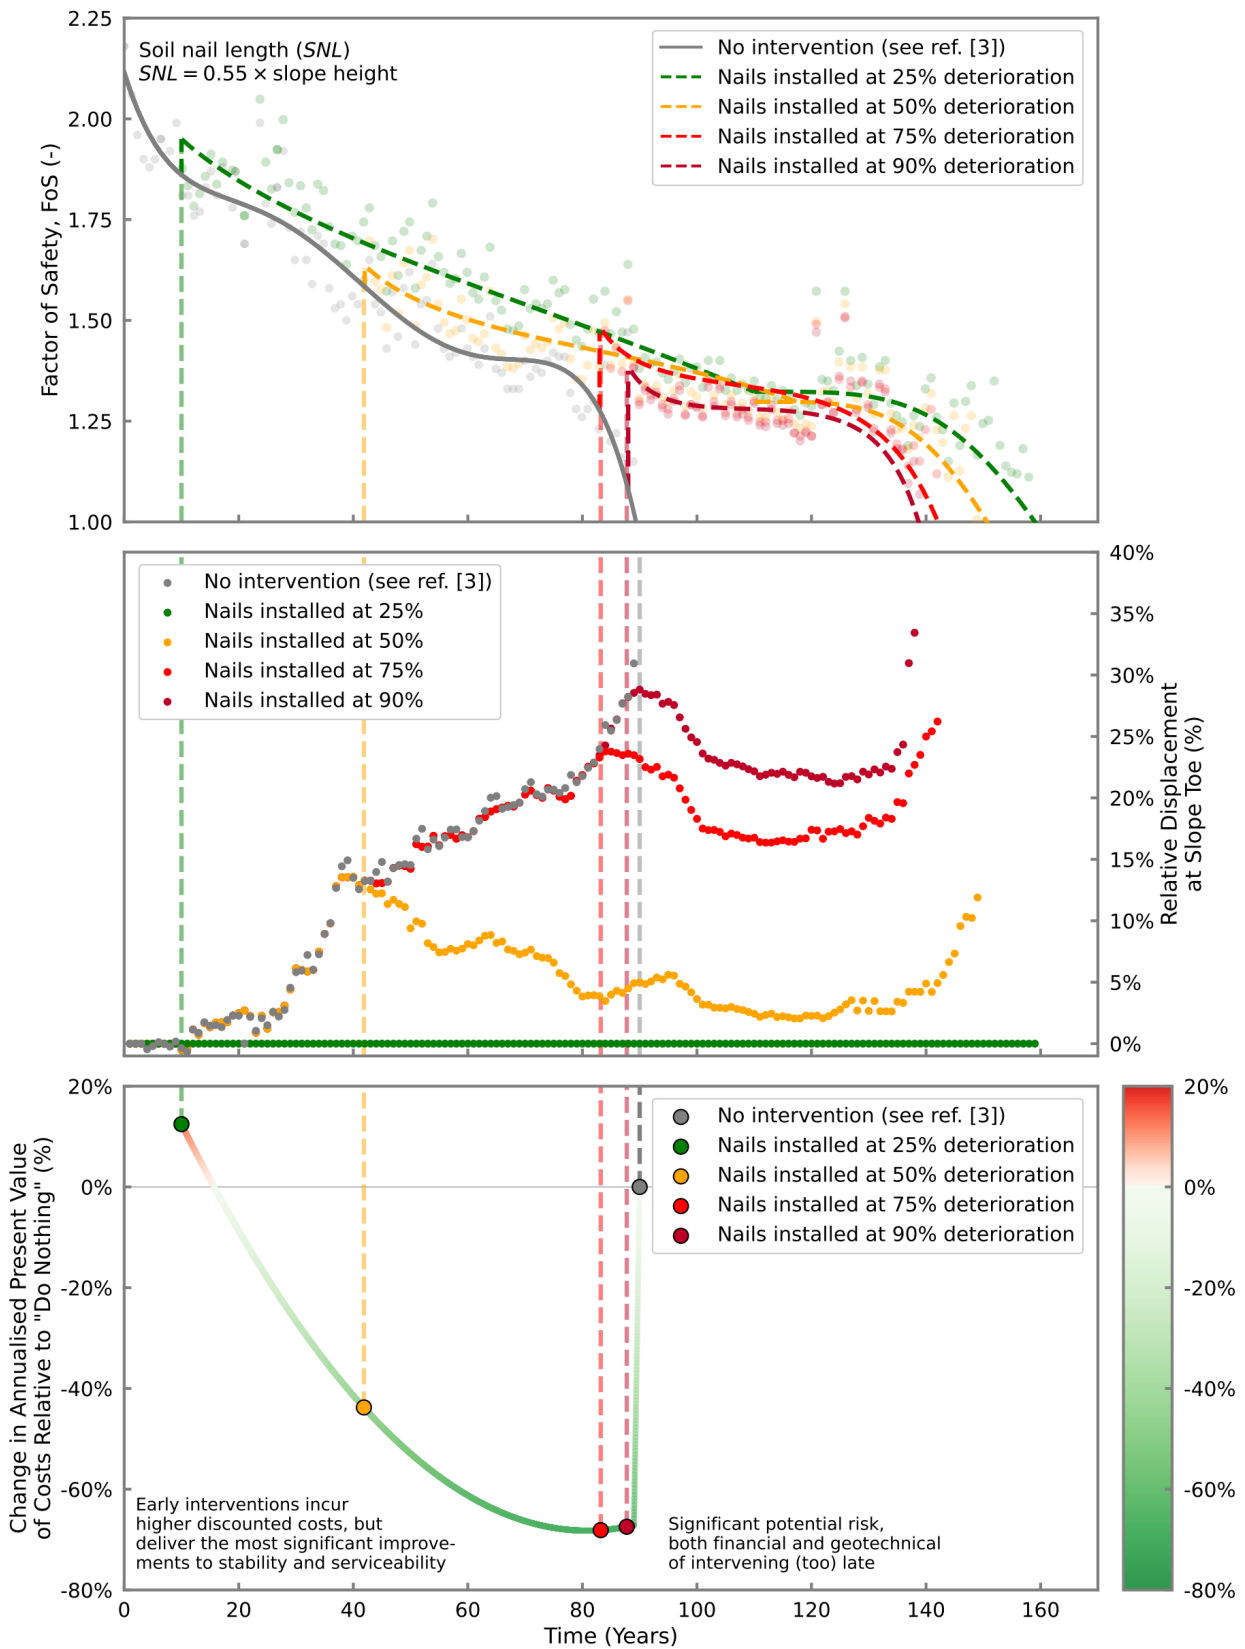 2.25
2.00
1.75
1.50
1.25
1.00
Factor of Safety, FoS (-)
Soil nail length (SNL)
SNL = 0.55 × slope height
No intervention (see ref. [3])
Nails installed at 25% deterioration
Nails installed at 50% deterioration
Nails installed at 75% deterioration
Nails installed at 90% deterioration
No intervention (see ref. [3])
Nails installed at 25%
Nails installed at 50%
Nails installed at 75%
Nails installed at 90%
40%
35%
30%
25%
20%
15%
10%
5%
0%
Relative Displacement
at Slope Toe (%)
20%
0%
-20%
-40%
-60%
-80%
Change in Annualised Present Value
of Costs Relative to "Do Nothing" (%)
No intervention (see ref. [3])
Nails installed at 25% deterioration
Nails installed at 50% deterioration
Nails installed at 75% deterioration
Nails installed at 90% deterioration
Early interventions incur
higher discounted costs, but
deliver the most significant improve-
ments to stability and serviceability
Significant potential risk,
both financial and geotechnical
of intervening (too) late
20%
0%
-20%
-40%
-60%
-80%
0 20 40 60 80 100 120 140 160
Time (Years)